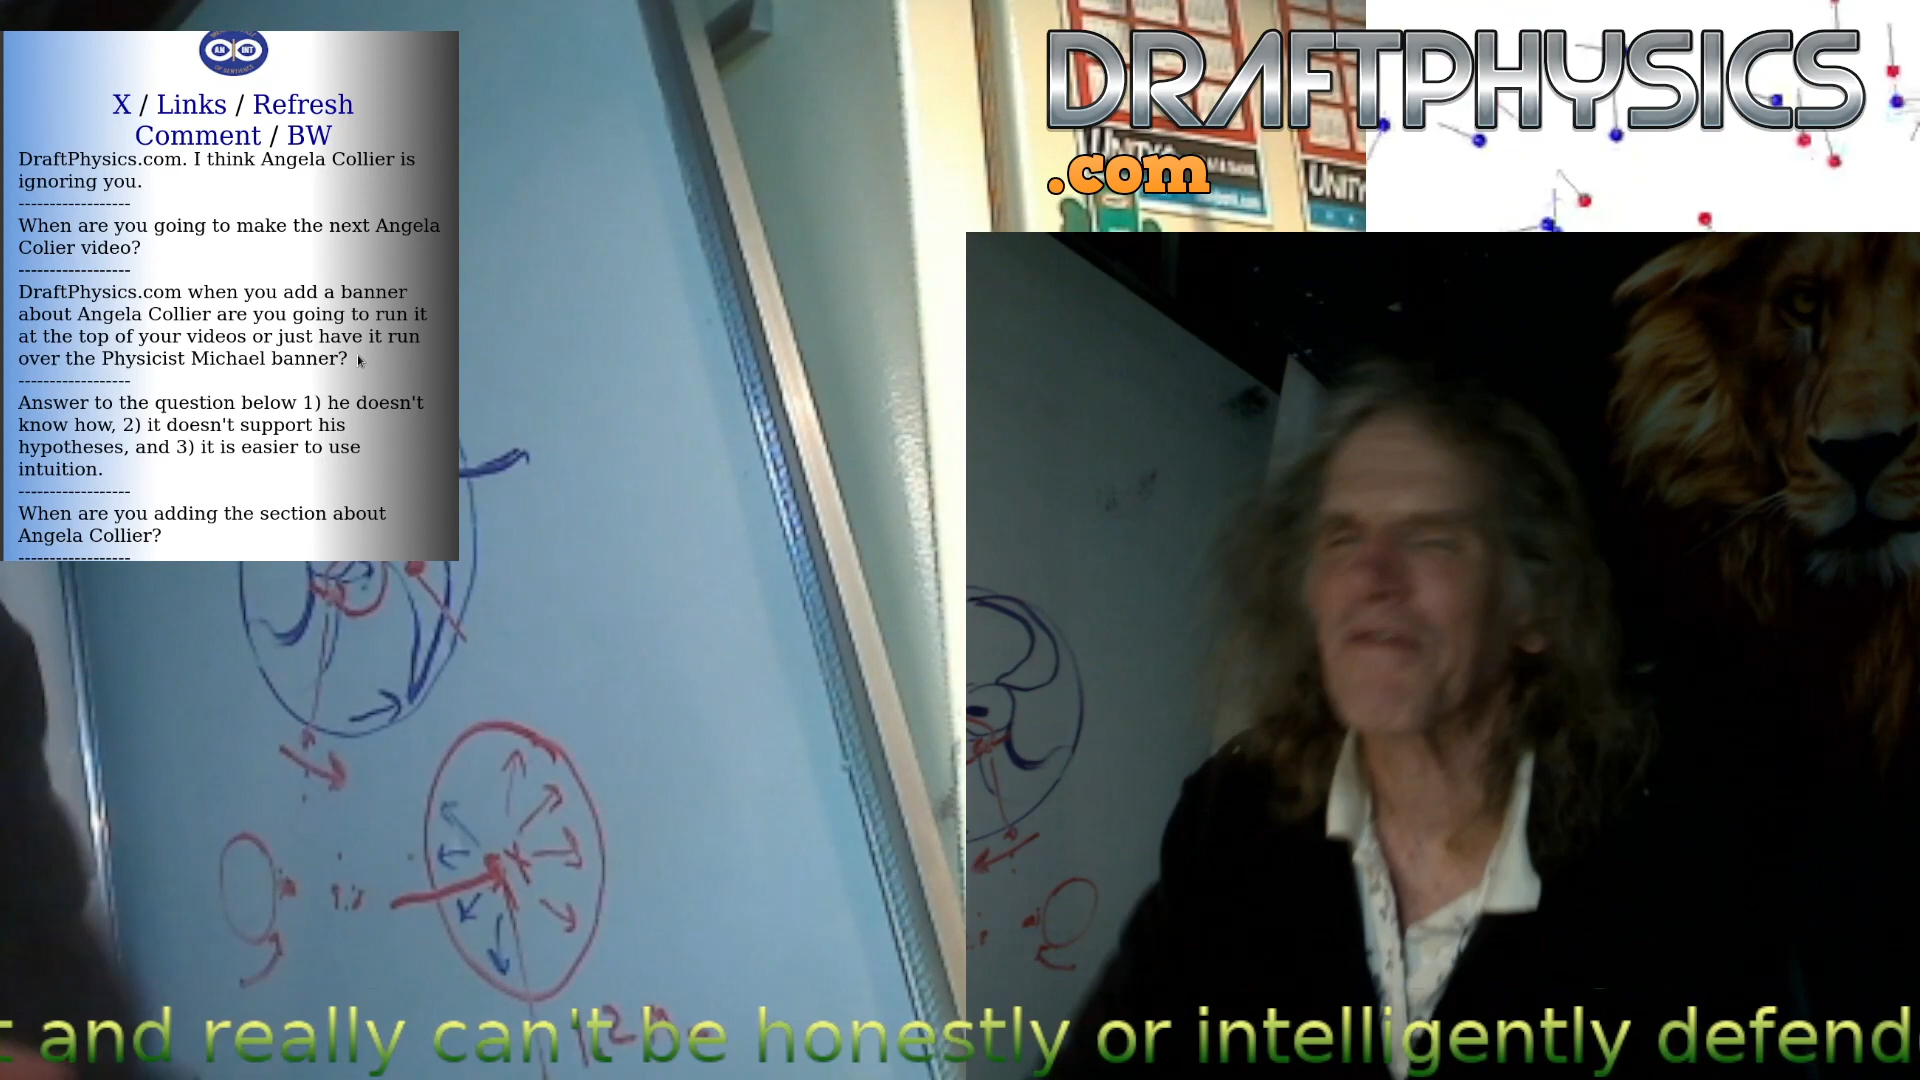 AN INT
X / Links / Refresh
Comment / BW
DraftPhysics.com. I think Angela Collier is
ignoring you.
------------------
When are you going to make the next Angela
Colier video?
------------------
DraftPhysics.com when you add a banner
about Angela Collier are you going to run it
at the top of your videos or just have it run
over the Physicist Michael banner?
------------------
Answer to the question below 1) he doesn't
know how, 2) it doesn't support his
hypotheses, and 3) it is easier to use
intuition.
------------------
When are you adding the section about
Angela Collier?
------------------
DRAFTPHYSICS
.com
UNITY
UNITY
t and really can't be honestly or intelligently defend